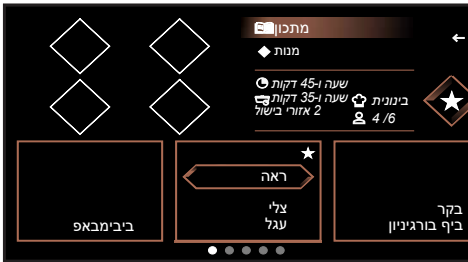 מתכון
מנות
שעה ו-45 דקות
שעה ו-35 דקות
2 אזורי בישול
בינונית
4 /6
בקר
ביף בורגיניון
ראה
צלי
עגל
ביבימבאפ